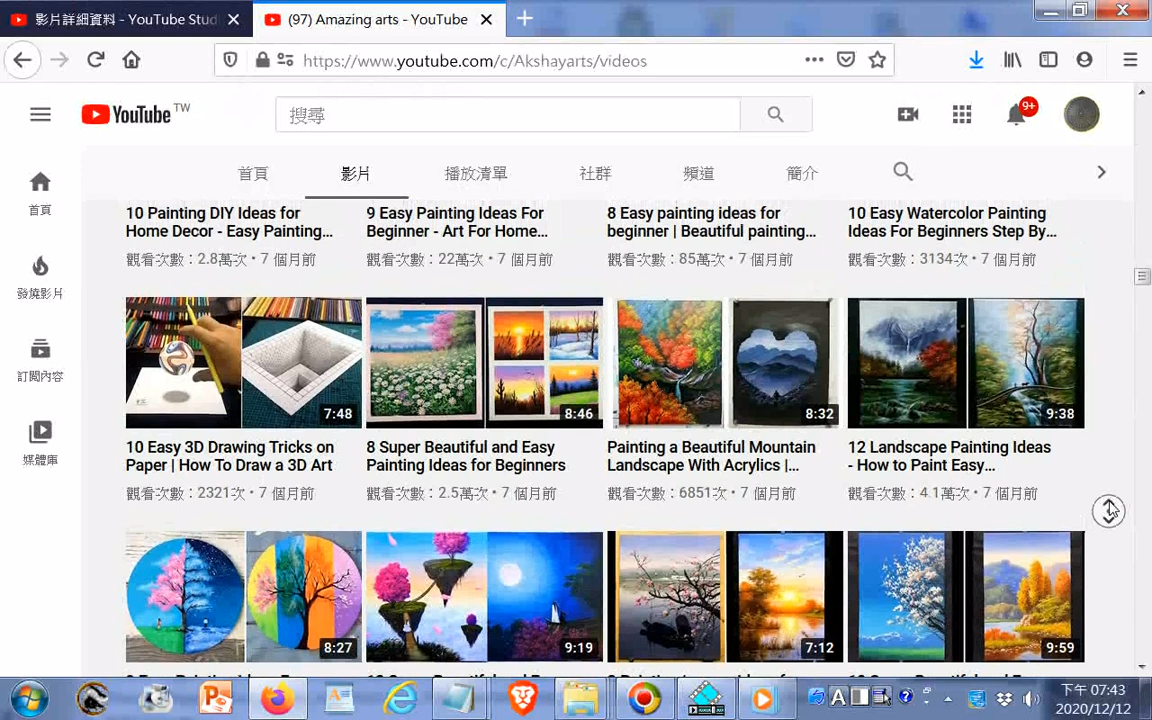 影片詳細資料 - YouTube Stud
(97) Amazing arts - YouTube
https://www.youtube.com/c/Akshayarts/videos
YouTube TW
搜尋
9+
首頁 影片 播放清單 社群 頻道 簡介
首頁
發燒影片
訂閱內容
媒體庫
10 Painting DIY Ideas for
Home Decor - Easy Painting...
觀看次數：2.8萬次・7 個月前
9 Easy Painting Ideas For
Beginner - Art For Home...
觀看次數：22萬次・7 個月前
8 Easy painting ideas for
beginner | Beautiful painting...
觀看次數：85萬次・7 個月前
10 Easy Watercolor Painting
Ideas For Beginners Step By...
觀看次數：3134次・7 個月前
7:48
10 Easy 3D Drawing Tricks on
Paper | How To Draw a 3D Art
觀看次數：2321次・7 個月前
8:46
8 Super Beautiful and Easy
Painting Ideas for Beginners
觀看次數：2.5萬次・7 個月前
8:32
Painting a Beautiful Mountain
Landscape With Acrylics |...
觀看次數：6851次・7 個月前
9:38
12 Landscape Painting Ideas
- How to Paint Easy...
觀看次數：4.1萬次・7 個月前
8:27
9:19
7:12
9:59
下午 07:43
2020/12/12